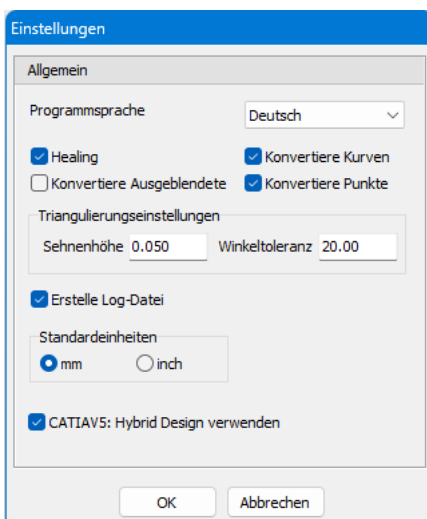 Einstellungen
Allgemein
Programmsprache Deutsch
Healing Konvertiere Kurven
Konvertiere Ausgeblendete Konvertiere Punkte
Triangulierungseinstellungen
Sehnenhöhe 0.050 Winkeltoleranz 20.00
Erstelle Log-Datei
Standardeinheiten
mm inch
CATIAV5: Hybrid Design verwenden
OK Abbrechen